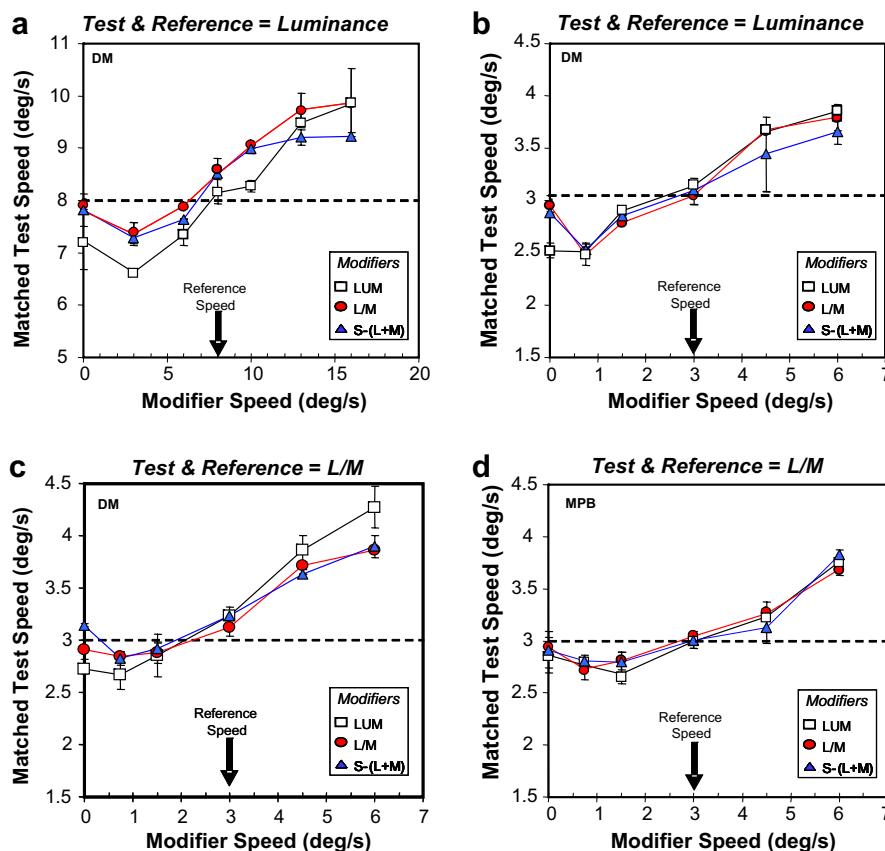 a
Test & Reference = Luminance
Matched Test Speed (deg/s)
11
10
9
8
7
6
5
DM
Reference
Speed
Modifiers
LUM
L/M
S-(L+M)
0
5
10
15
20
Modifier Speed (deg/s)
b
Test & Reference = Luminance
Matched Test Speed (deg/s)
4.5
4
3.5
3
2.5
2
1.5
DM
Reference
Speed
Modifiers
LUM
L/M
S-(L+M)
0
1
2
3
4
5
6
7
Modifier Speed (deg/s)
c
Test & Reference = L/M
Matched Test Speed (deg/s)
4.5
4
3.5
3
2.5
2
1.5
DM
Reference
Speed
Modifiers
LUM
L/M
S-(L+M)
0
1
2
3
4
5
6
7
Modifier Speed (deg/s)
d
Test & Reference = L/M
Matched Test Speed (deg/s)
4.5
4
3.5
3
2.5
2
1.5
MPB
Reference
Speed
Modifiers
LUM
L/M
S-(L+M)
0
1
2
3
4
5
6
7
Modifier Speed (deg/s)